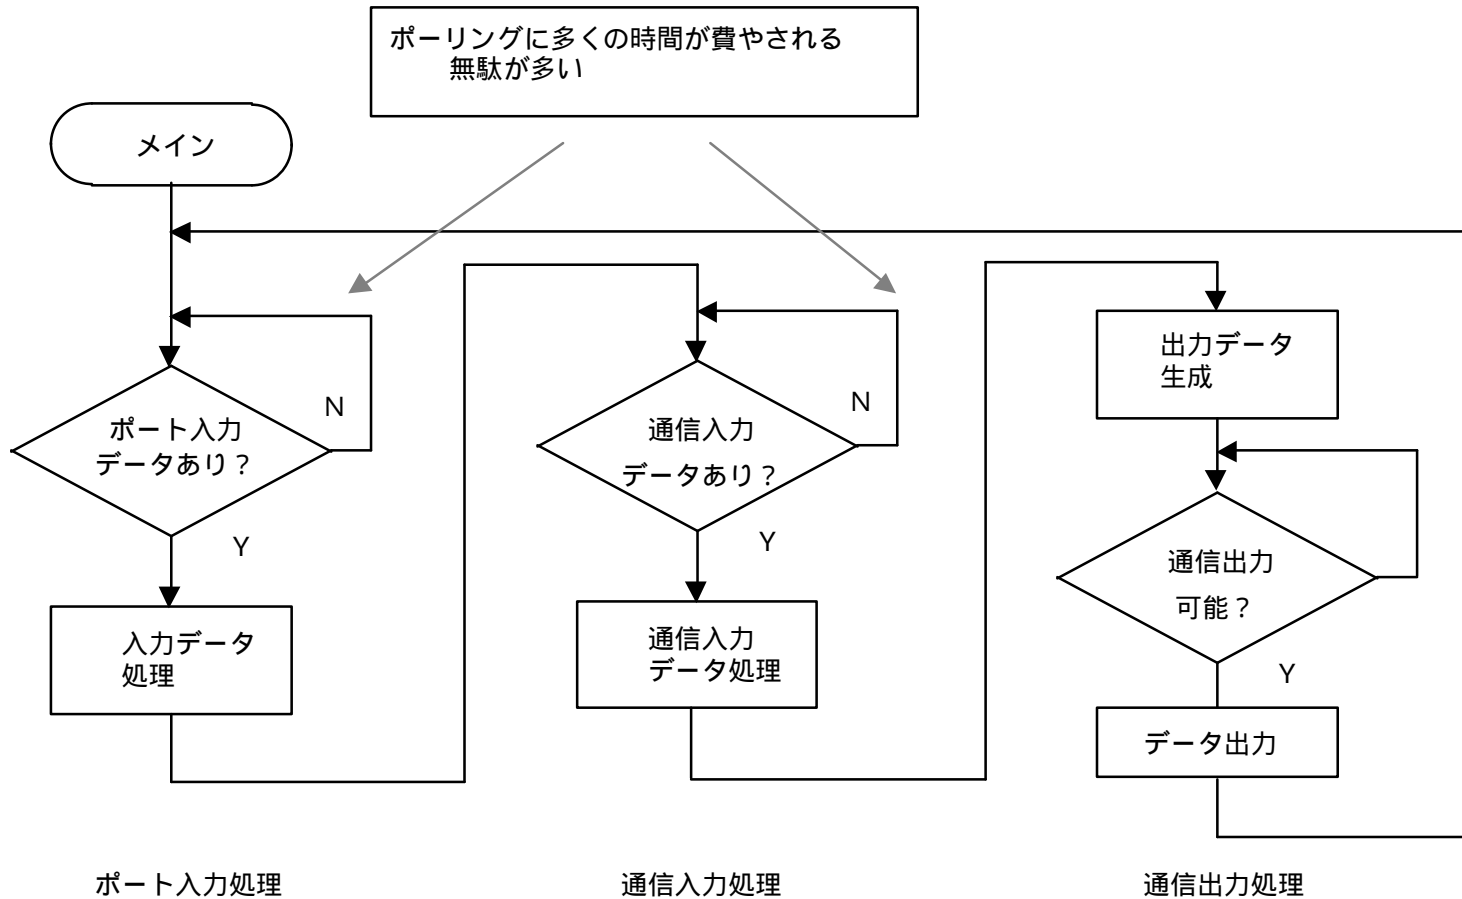 ポーリングに多くの時間が費やされる
無駄が多い
メイン
ポート入力
データあり？
N
Y
入力データ
処理
通信入力
データあり？
N
Y
通信入力
データ処理
出力データ
生成
通信出力
可能？
Y
データ出力
ポート入力処理
通信入力処理
通信出力処理